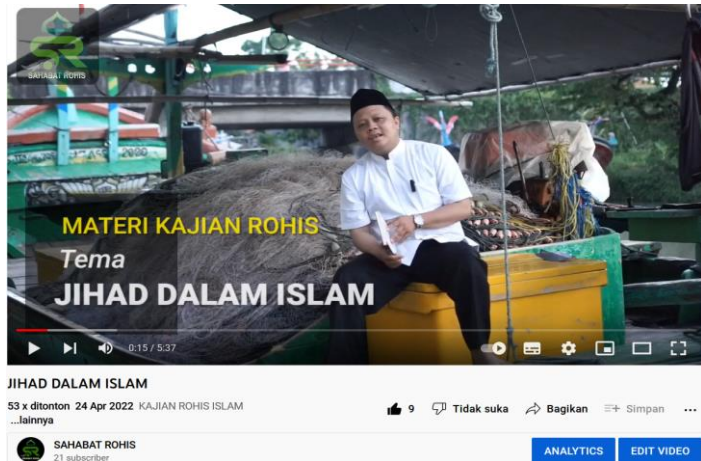 SAHABAT ROHIS
MATERI KAJIAN ROHIS
Tema
JIHAD DALAM ISLAM
0:15 / 5:37
JIHAD DALAM ISLAM
53 x ditonton 24 Apr 2022 KAJIAN ROHIS ISLAM
...lainnya
9 Tidak suka Bagikan Simpan ...
SAHABAT ROHIS
21 subscriber
ANALYTICS EDIT VIDEO